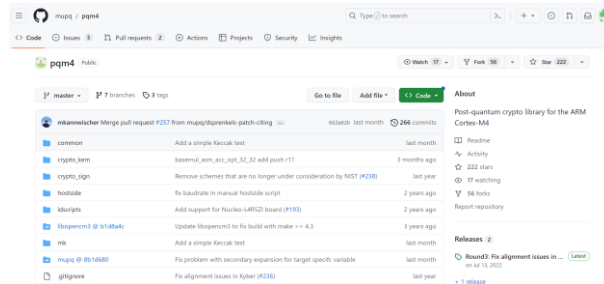 mupq / pqm4
Type / to search
Code Issues 5 Pull requests 2 Actions Projects Security Insights
pqm4 Public
Watch 17 Fork 56 Star 222
master 7 branches 3 tags Go to file Add file Code
mkannwischer Merge pull request #257 from mupq/dsprenkels-patch-citing last month 266 commits
common Add a simple Keccak test last month
crypto_kem basemul_asm_acc_opt_32_32 add push r11 3 months ago
crypto_sign Remove schemes that are no longer under consideration by NIST (#238) last year
hostside fix baudrate in manual hostside script 2 years ago
ldscripts Add support for Nucleo-L4R5ZI board (#193) 2 years ago
libopencm3 @ b1d8a4c Update libopencm3 to fix build with make >= 4.3 3 years ago
mk Add a simple Keccak test last month
mupq @ 8b1d680 Fix problem with secondary expansion for target specific variable last month
.gitignore Fix alignment issues in Kyber (#236) last year
About
Post-quantum crypto library for the ARM
Cortex-M4
Readme
Activity
222 stars
17 watching
56 forks
Report repository
Releases 2
Round3: Fix alignment issues in ... Latest
on Jul 13, 2022
+ 1 release